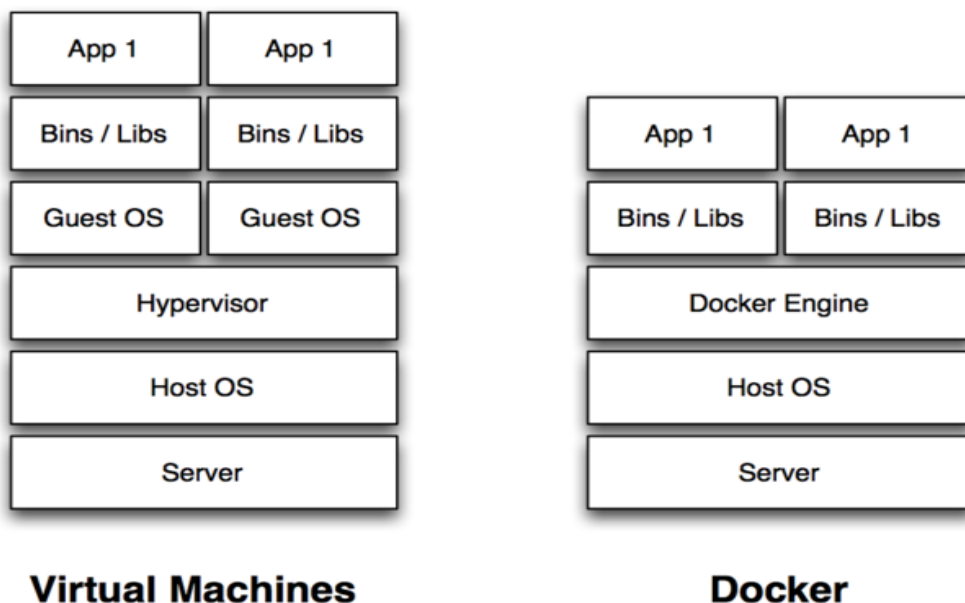 App 1 App 1
Bins / Libs Bins / Libs
Guest OS Guest OS
Hypervisor
Host OS
Server
Virtual Machines
App 1 App 1
Bins / Libs Bins / Libs
Docker Engine
Host OS
Server
Docker